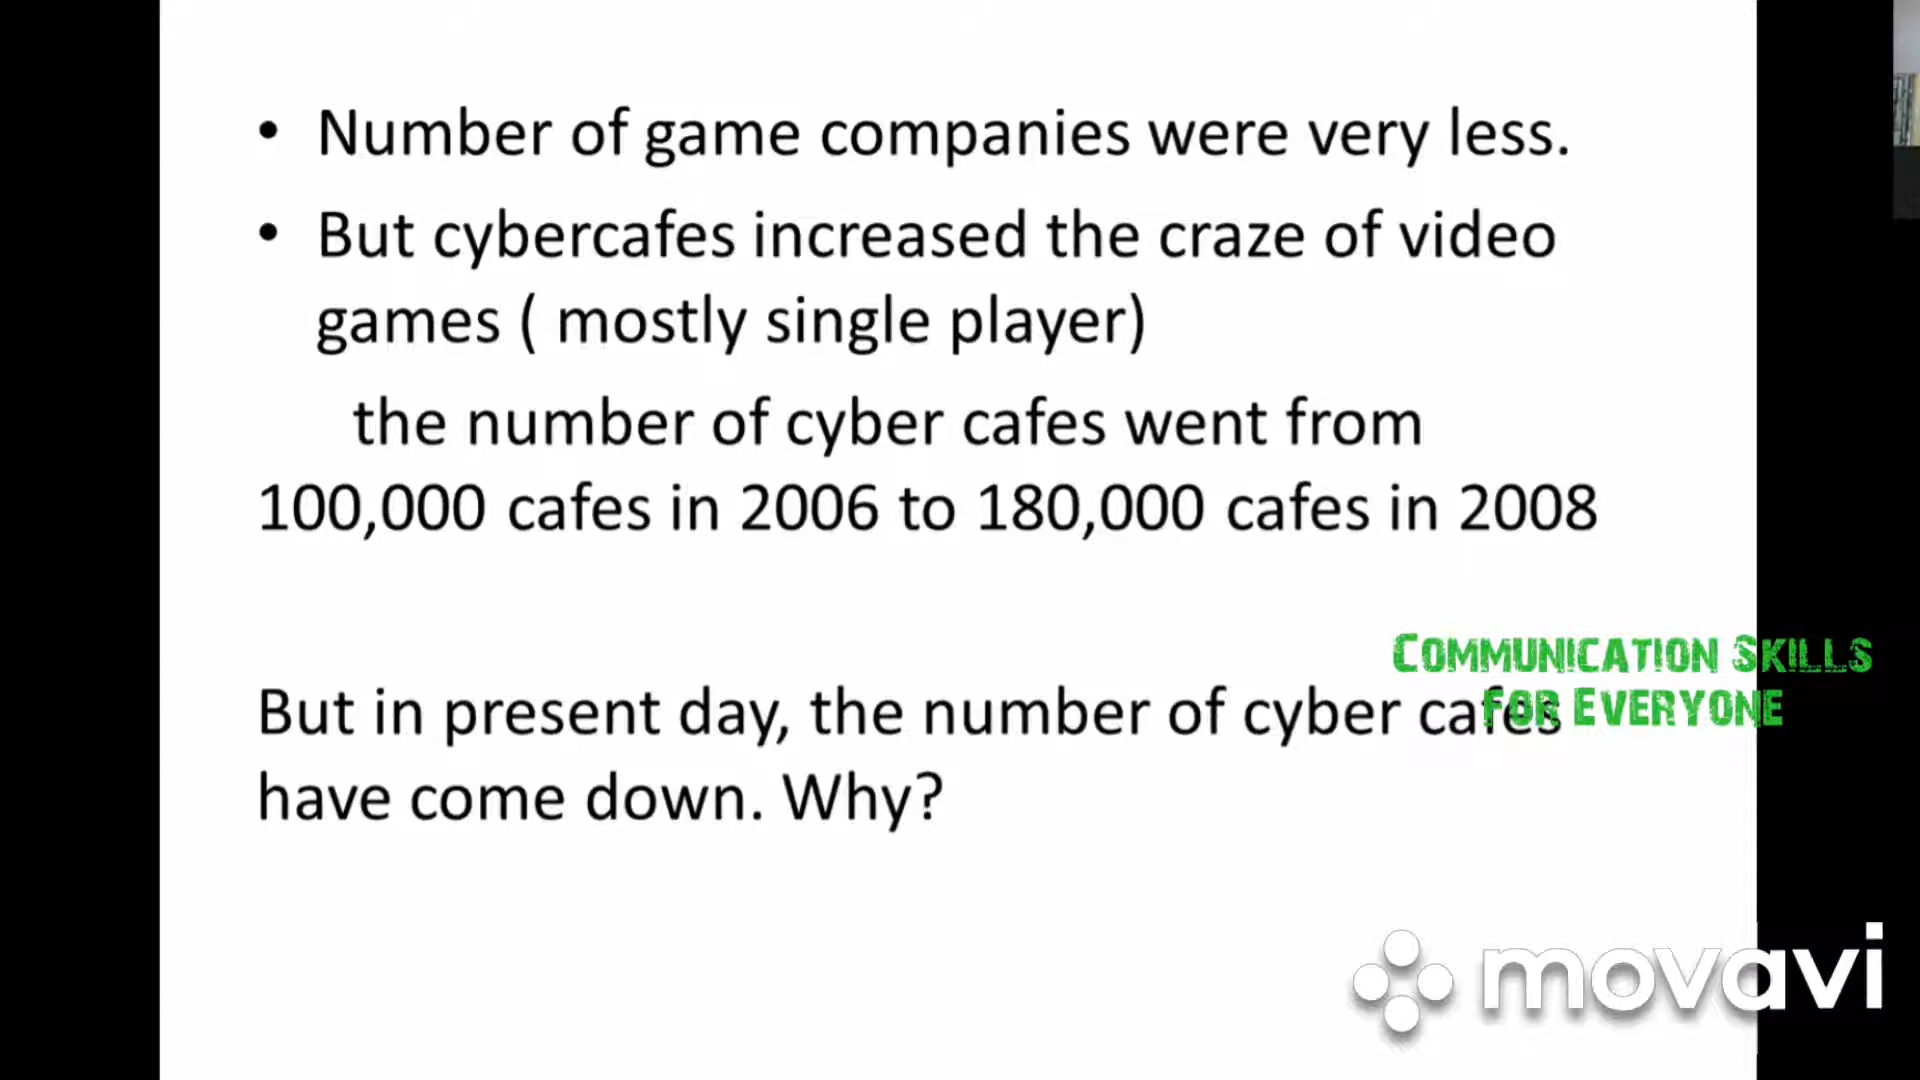 • Number of game companies were very less.
• But cybercafes increased the craze of video
games ( mostly single player)
the number of cyber cafes went from
100,000 cafes in 2006 to 180,000 cafes in 2008
But in present day, the number of cyber cafes
have come down. Why?
Communication Skills
for Everyone
movavi